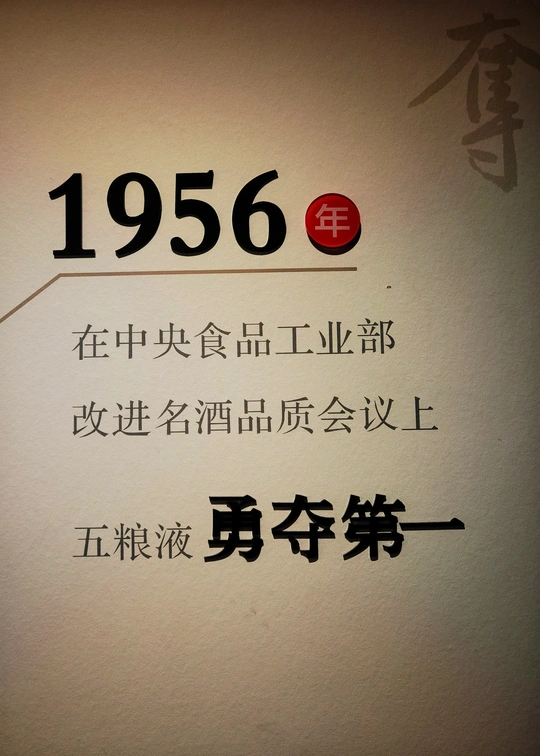 奪
1956年
在中央食品工业部
改进名酒品质会议上
五粮液勇夺第一